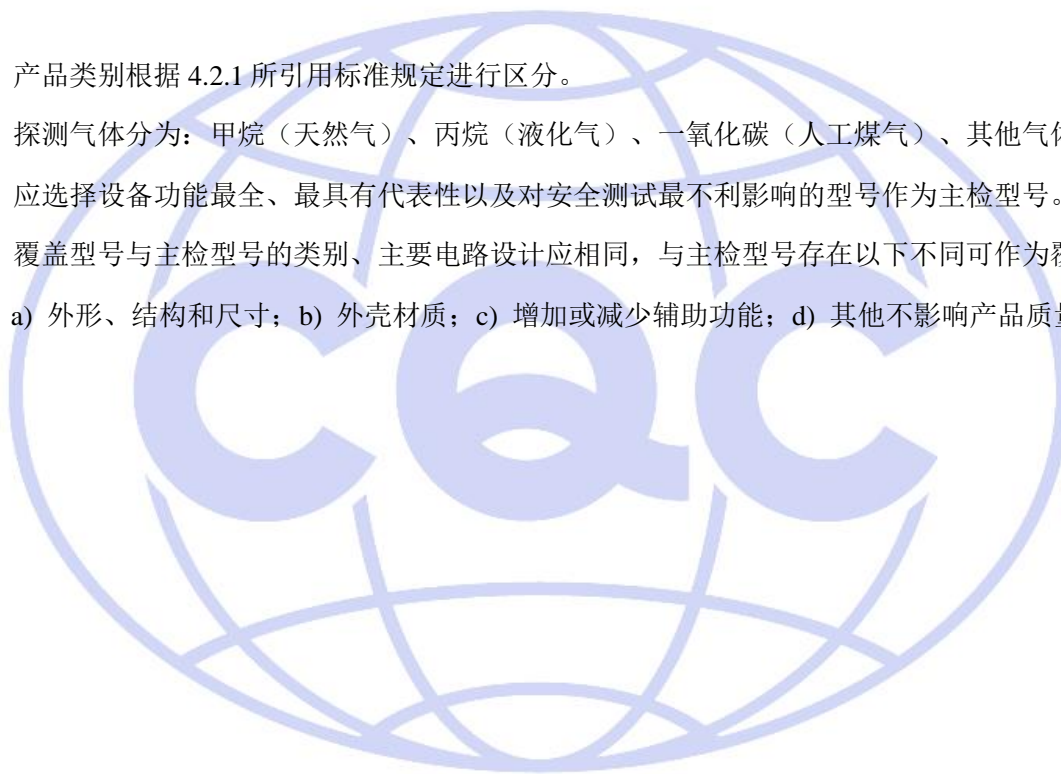 产品类别根据 4.2.1 所引用标准规定进行区分。
探测气体分为：甲烷（天然气）、丙烷（液化气）、一氧化碳（人工煤气）、其他气体
应选择设备功能最全、最具有代表性以及对安全测试最不利影响的型号作为主检型号。
覆盖型号与主检型号的类别、主要电路设计应相同，与主检型号存在以下不同可作为覆
a) 外形、结构和尺寸；b) 外壳材质；c) 增加或减少辅助功能；d) 其他不影响产品质量
CQC